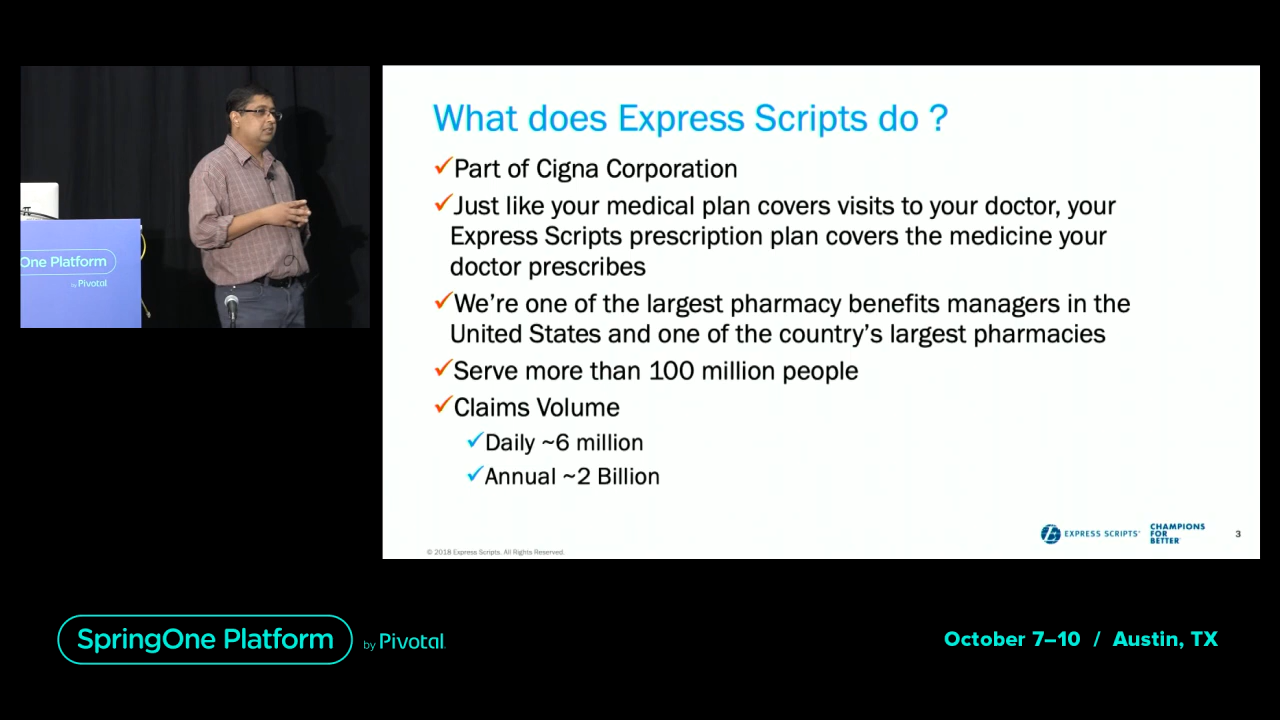 What does Express Scripts do ?
✓Part of Cigna Corporation
✓Just like your medical plan covers visits to your doctor, your
Express Scripts prescription plan covers the medicine your
doctor prescribes
✓We’re one of the largest pharmacy benefits managers in the
United States and one of the country’s largest pharmacies
✓Serve more than 100 million people
✓Claims Volume
✓Daily ~6 million
✓Annual ~2 Billion
© 2018 Express Scripts. All Rights Reserved.
EXPRESS SCRIPTS®
CHAMPIONS
FOR
BETTER
3
One Platform
by Pivotal
SpringOne Platform
by Pivotal
October 7–10 / Austin, TX